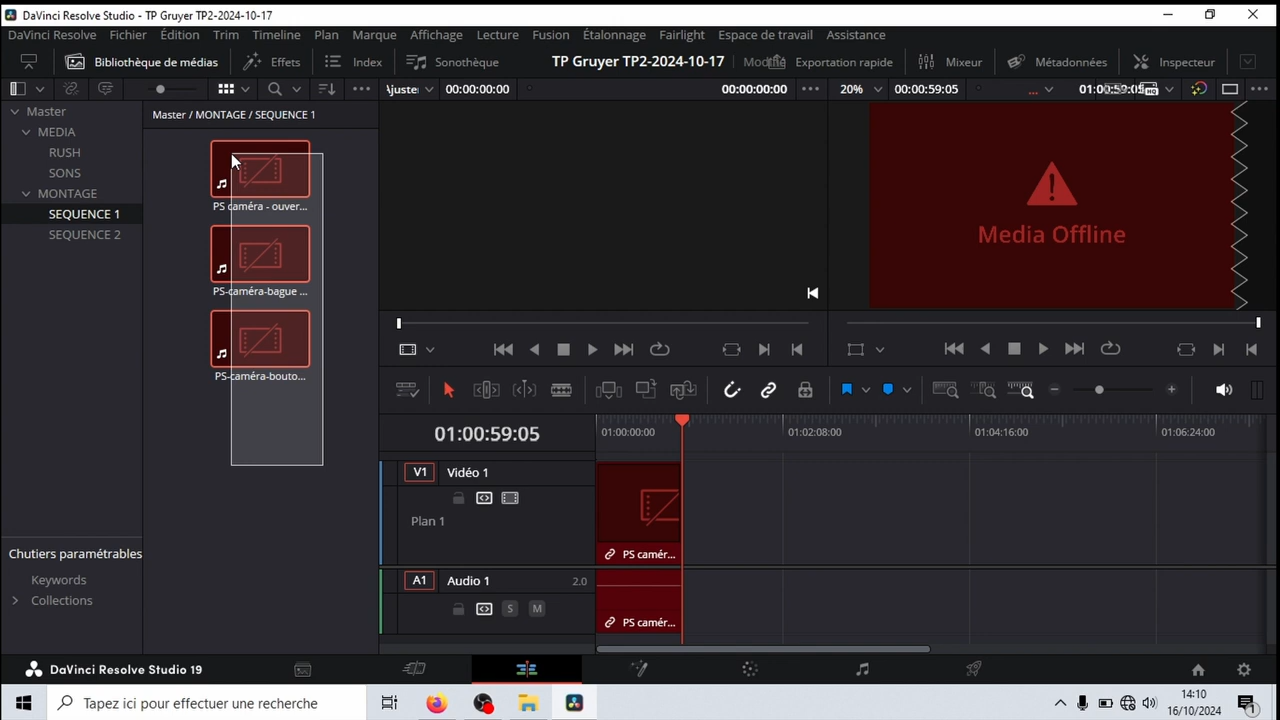 DaVinci Resolve Studio - TP Gruyer TP2-2024-10-17
DaVinci Resolve Fichier Édition Trim Timeline Plan Marque Affichage Lecture Fusion Étalonnage Fairlight Espace de travail Assistance
Bibliothèque de médias Effets Index Sonothèque TP Gruyer TP2-2024-10-17 Exportation rapide Mixeur Métadonnées Inspecteur
00:00:00:00 00:00:00:00 20% 00:00:59:05 ... 01:00:59:05
Master
Master / MONTAGE / SEQUENCE 1
MEDIA
RUSH
SONS
MONTAGE
SEQUENCE 1
SEQUENCE 2
PS caméra - ouver...
PS-caméra-bague ...
PS-caméra-bouto...
Media Offline
01:00:59:05
01:00:00:00 01:02:08:00 01:04:16:00 01:06:24:00
V1 Vidéo 1
Plan 1
PS camér...
A1 Audio 1 2.0
S M
PS camér...
Chutiers paramétrables
Keywords
Collections
DaVinci Resolve Studio 19
Tapez ici pour effectuer une recherche
14:10
16/10/2024
1